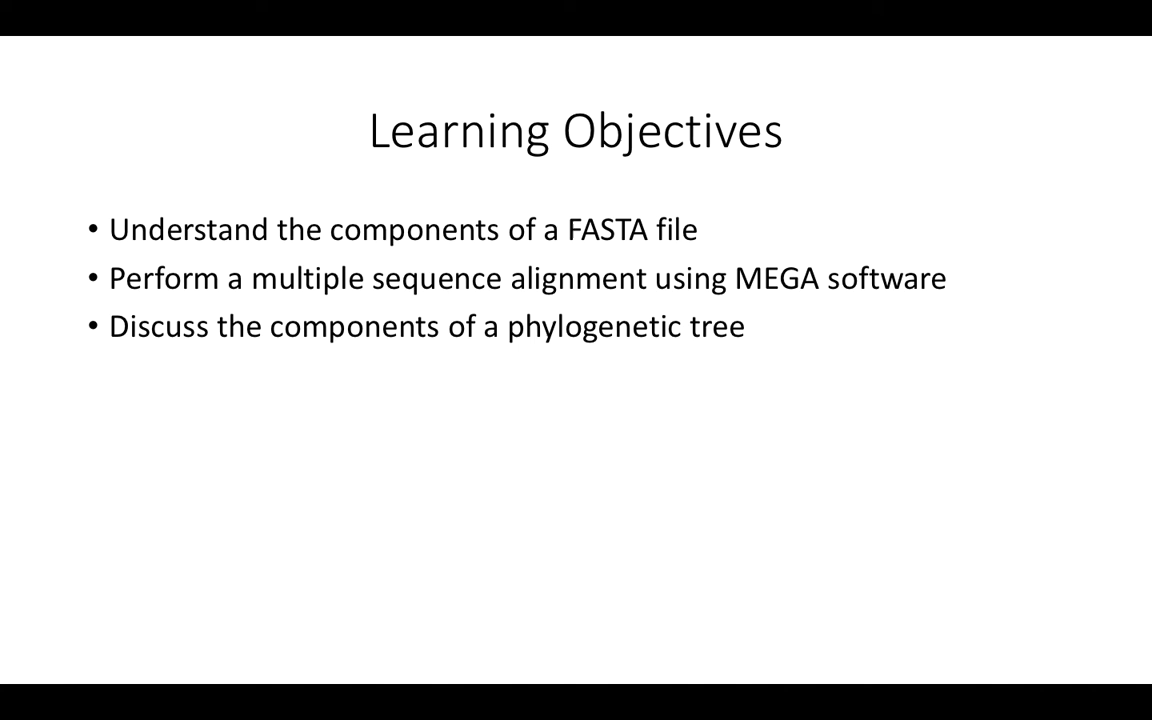 Learning Objectives
• Understand the components of a FASTA file
• Perform a multiple sequence alignment using MEGA software
• Discuss the components of a phylogenetic tree